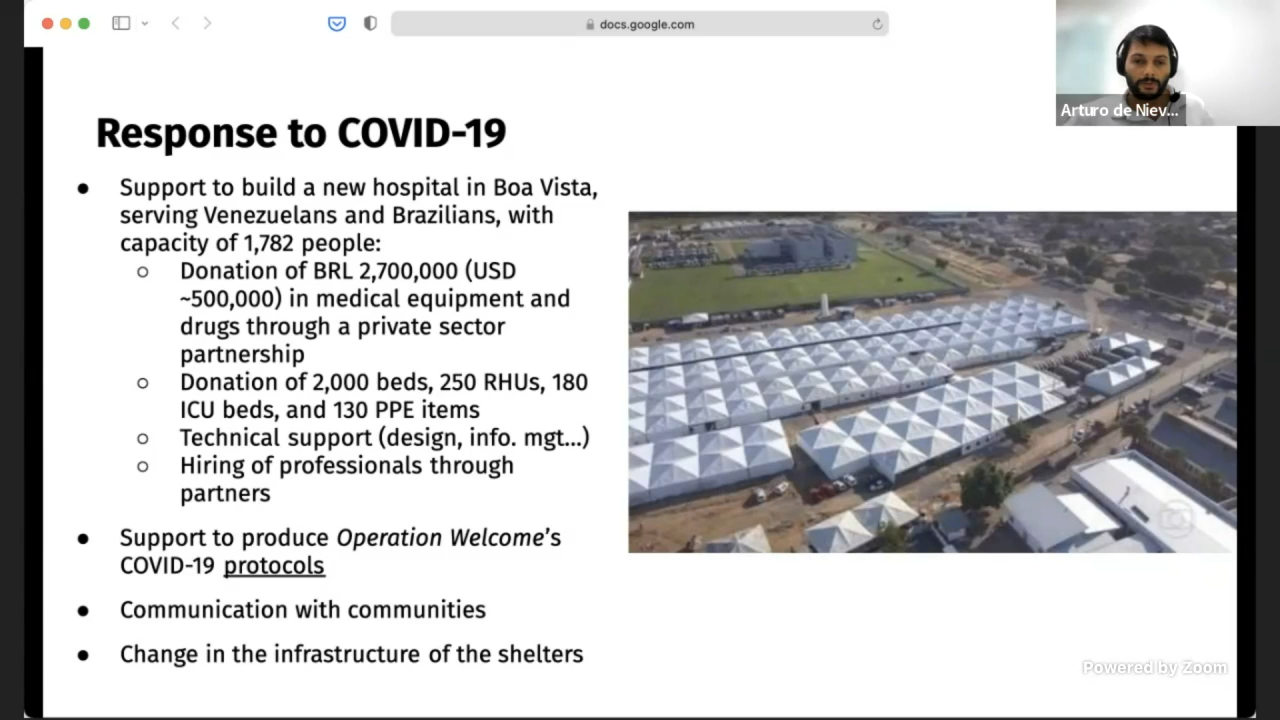 docs.google.com
Arturo de Niev...
Response to COVID-19
● Support to build a new hospital in Boa Vista,
serving Venezuelans and Brazilians, with
capacity of 1,782 people:
○ Donation of BRL 2,700,000 (USD
~500,000) in medical equipment and
drugs through a private sector
partnership
○ Donation of 2,000 beds, 250 RHUs, 180
ICU beds, and 130 PPE items
○ Technical support (design, info. mgt...)
○ Hiring of professionals through
partners
● Support to produce Operation Welcome's
COVID-19 protocols
● Communication with communities
● Change in the infrastructure of the shelters
Powered by Zoom